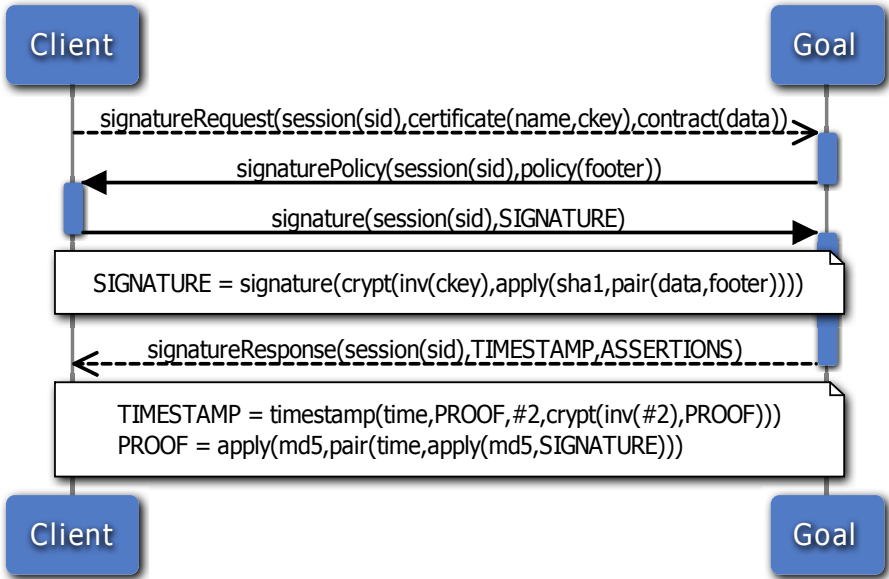 Client
Goal
signatureRequest(session(sid),certificate(name,ckey),contract(data))
signaturePolicy(session(sid),policy(footer))
signature(session(sid),SIGNATURE)
SIGNATURE = signature(crypt(inv(ckey),apply(sha1,pair(data,footer))))
signatureResponse(session(sid),TIMESTAMP,ASSERTIONS)
TIMESTAMP = timestamp(time,PROOF,#2,crypt(inv(#2),PROOF)))
PROOF = apply(md5,pair(time,apply(md5,SIGNATURE)))
Client
Goal